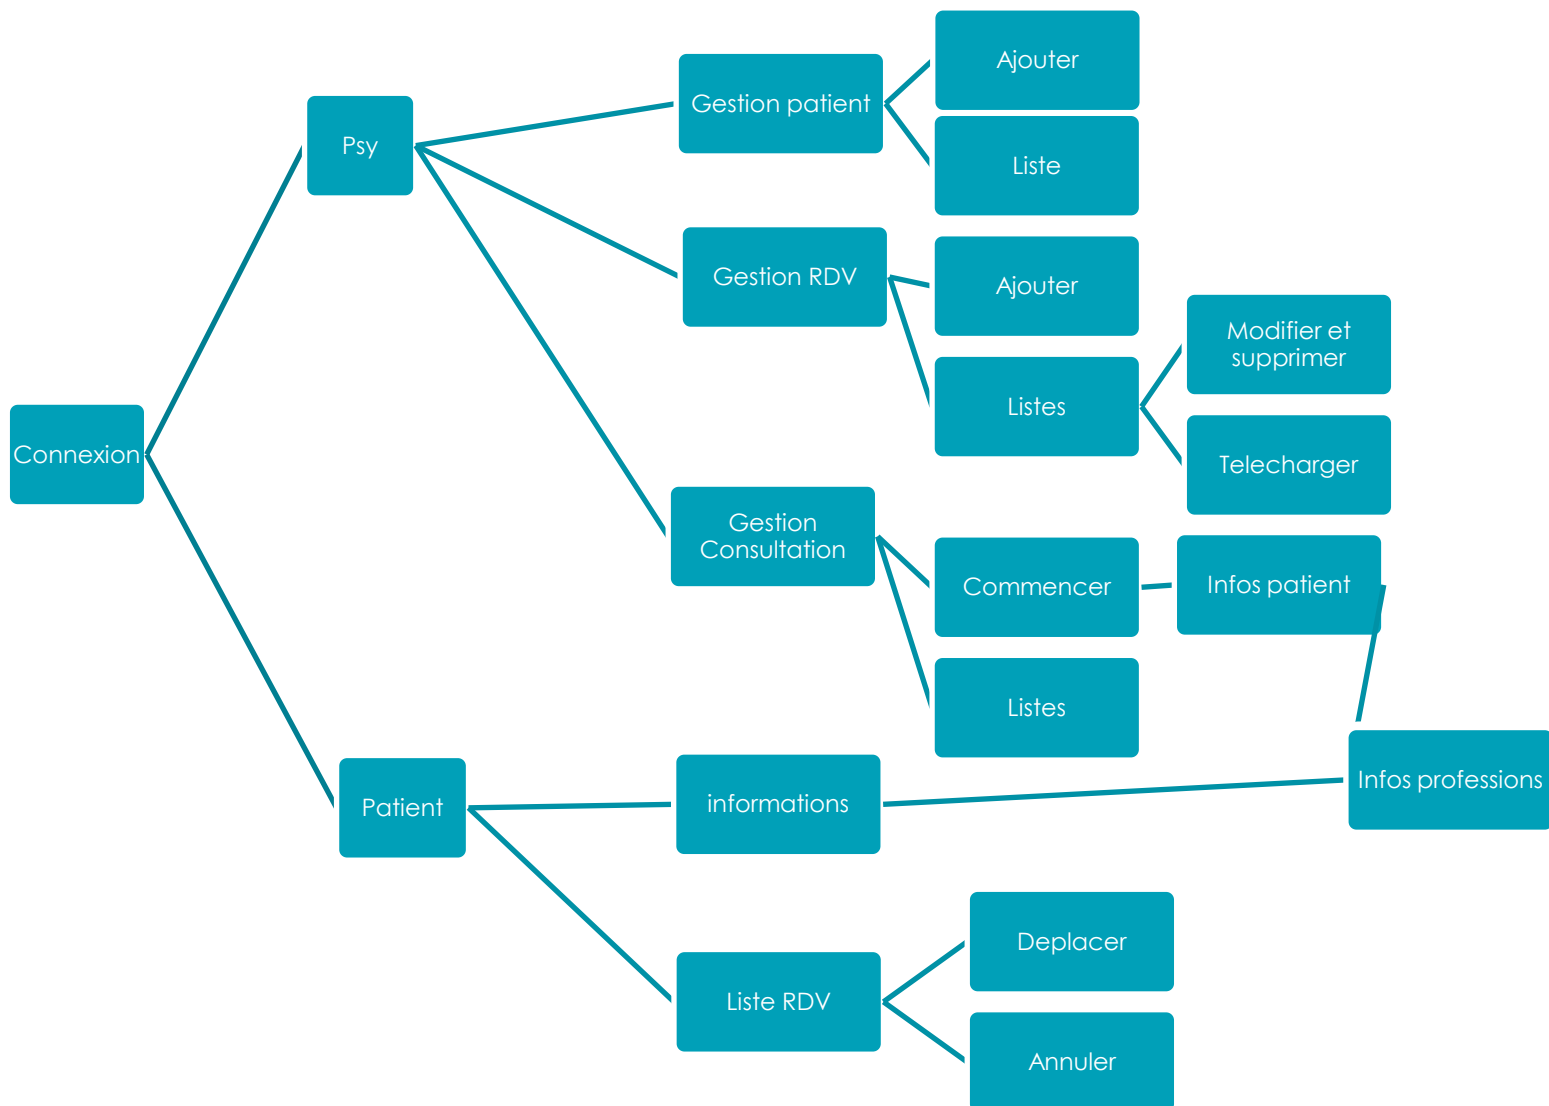 Ajouter
Gestion patient
Psy
Liste
Gestion RDV
Ajouter
Modifier et
supprimer
Listes
Connexion
Telecharger
Gestion
Consultation
Commencer
Infos patient
Listes
Infos professions
informations
Patient
Deplacer
Liste RDV
Annuler